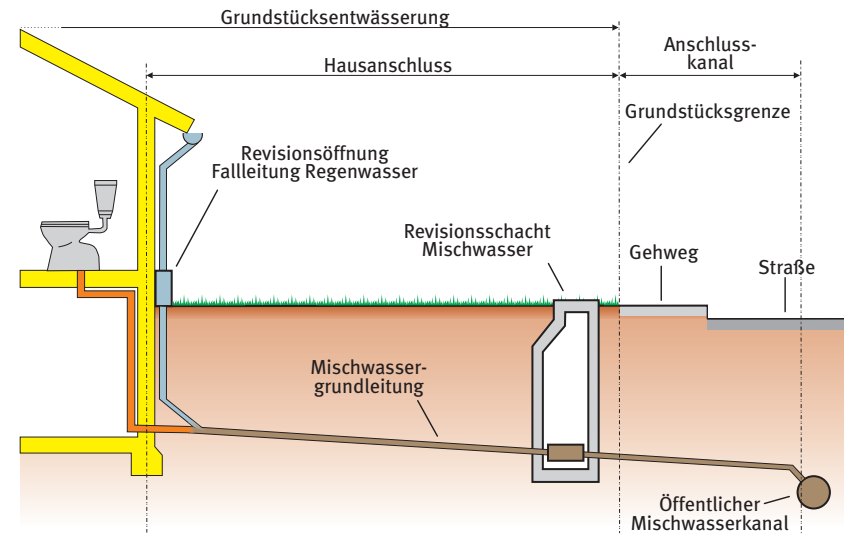 Grundstücksentwässerung
Anschluss-
kanal
Hausanschluss
Grundstücksgrenze
Revisionsöffnung
Fallleitung Regenwasser
Revisionsschacht
Mischwasser
Gehweg
Straße
Mischwasser-
grundleitung
Öffentlicher
Mischwasserkanal